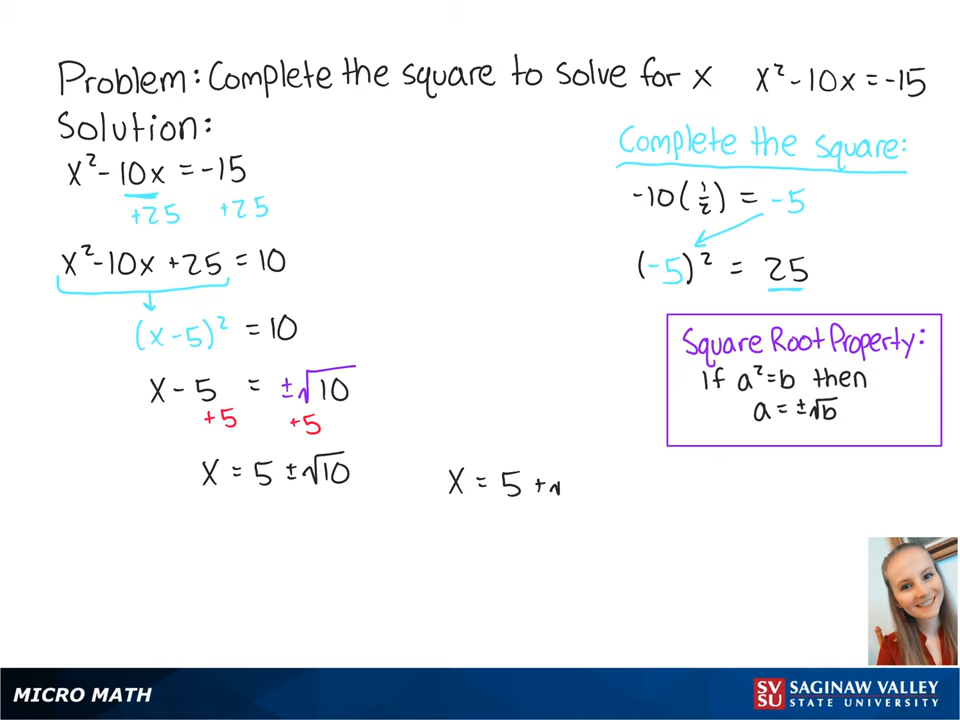 Problem: Complete the square to solve for x   x² - 10x = -15
Solution:
x² - 10x = -15
+25   +25
x² - 10x + 25 = 10
(x - 5)² = 10
x - 5 = ±√10
+5   +5
x = 5 ±√10
x = 5 +√
Complete the square:
-10(1/2) = -5
(-5)² = 25
Square Root Property:
If a² = b then
a = ±√b
MICRO MATH
SV
SU
SAGINAW VALLEY
STATE UNIVERSITY